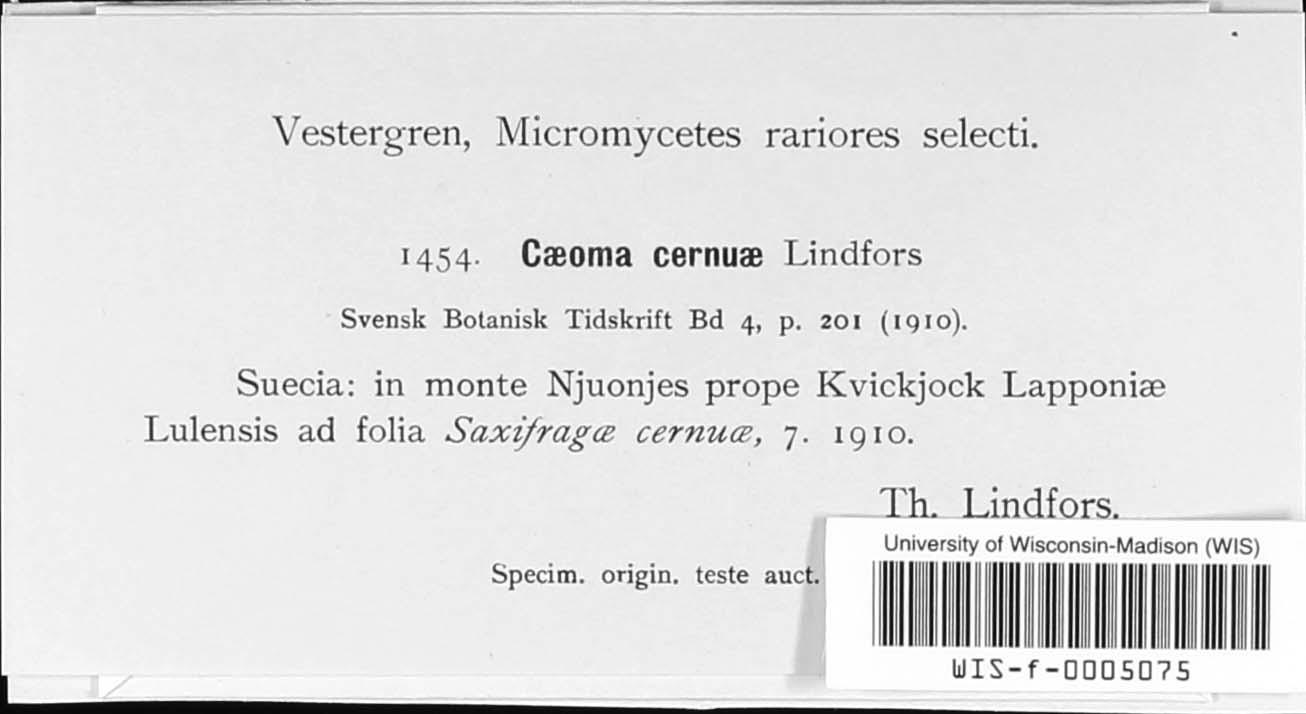 Vestergren, Micromycetes rariores selecti.
1454. Cæoma cernuæ Lindfors
Svensk Botanisk Tidskrift Bd 4, p. 201 (1910).
Suecia: in monte Njuonjes prope Kvickjock Lapponiæ
Lulensis ad folia Saxifragæ cernuæ, 7. 1910.
Th. Lindfors.
Specim. origin. teste auct.
University of Wisconsin-Madison (WIS)
WIS-f-0005075